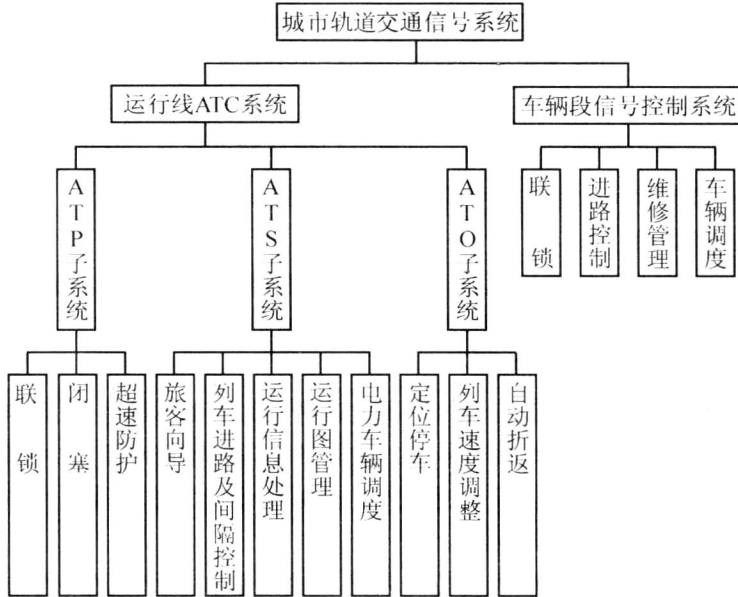 城市轨道交通信号系统
运行线ATC系统
车辆段信号控制系统
ATP子系统
ATS子系统
ATO子系统
联锁
进路控制
维修管理
车辆调度
联锁
闭塞
超速防护
旅客向导
列车进路及间隔控制
运行信息处理
运行图管理
电力车辆调度
定位停车
列车速度调整
自动折返